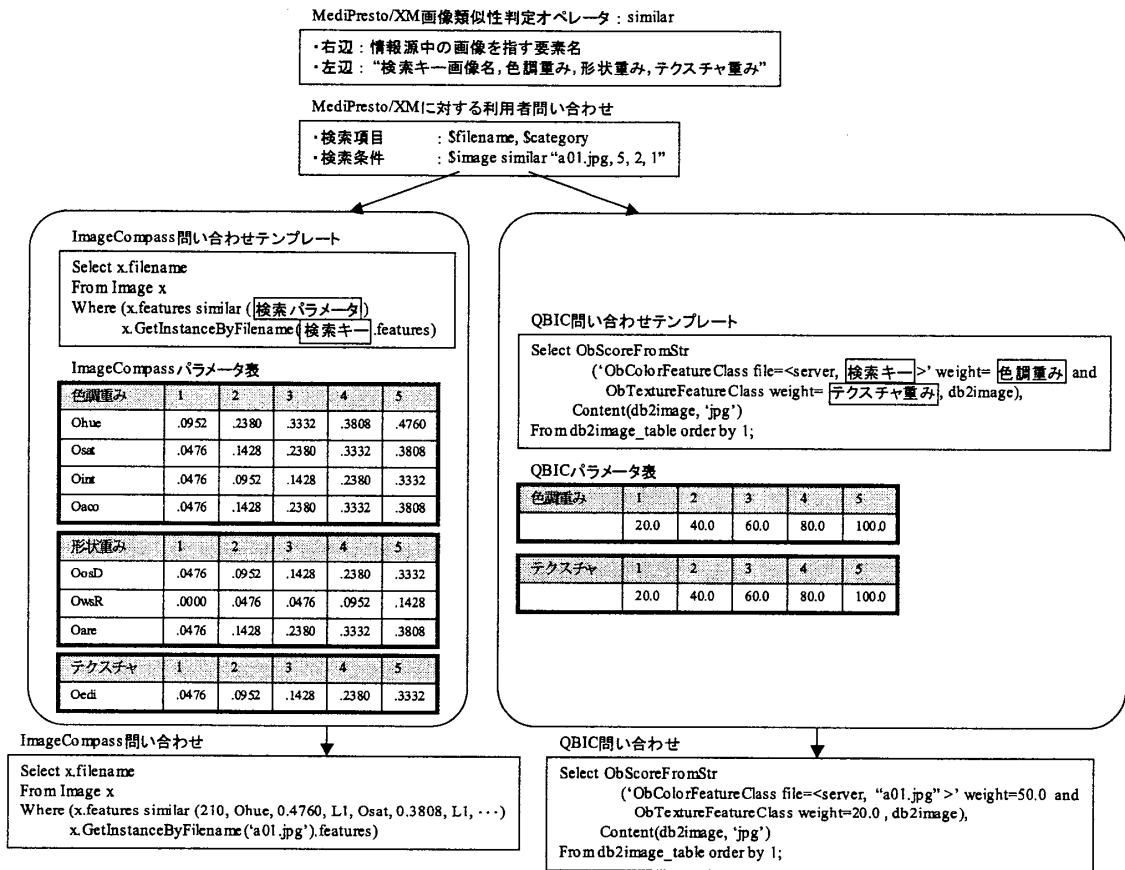 MediPresto/XM画像類似性判定オペレータ：similar
・右辺：情報源中の画像を指す要素名
・左辺：“検索キー画像名, 色調重み, 形状重み, テクスチャ重み”
MediPresto/XMに対する利用者問い合わせ
・検索項目 : $filename, $category
・検索条件 : $image similar “a01.jpg, 5, 2, 1”
ImageCompass問い合わせテンプレート
Select x.filename
From Image x
Where (x.features similar ( 検索パラメータ )
x.GetInstanceByFilename( 検索キー .features)
ImageCompassパラメータ表
色調重み 1 2 3 4 5
Ohue .0952 .2380 .3332 .3808 .4760
Osat .0476 .1428 .2380 .3332 .3808
Oint .0476 .0952 .1428 .2380 .3332
Oaco .0476 .1428 .2380 .3332 .3808
形状重み 1 2 3 4 5
OosD .0476 .0952 .1428 .2380 .3332
OwsR .0000 .0476 .0476 .0952 .1428
Oare .0476 .1428 .2380 .3332 .3808
テクスチャ 1 2 3 4 5
Oedi .0476 .0952 .1428 .2380 .3332
QBIC問い合わせテンプレート
Select ObScoreFromStr
(‘ObColorFeatureClass file=<server, 検索キー >’ weight= 色調重み and
ObTextureFeatureClass weight= テクスチャ重み , db2image),
Content(db2image, ‘jpg’)
From db2image_table order by 1;
QBICパラメータ表
色調重み 1 2 3 4 5
20.0 40.0 60.0 80.0 100.0
テクスチャ 1 2 3 4 5
20.0 40.0 60.0 80.0 100.0
ImageCompass問い合わせ
Select x.filename
From Image x
Where (x.features similar (210, Ohue, 0.4760, L1, Osat, 0.3808, L1, ･･･)
x.GetInstanceByFilename(‘a01.jpg’).features)
QBIC問い合わせ
Select ObScoreFromStr
(‘ObColorFeatureClass file=<server, “a01.jpg” >’ weight=50.0 and
ObTextureFeatureClass weight=20.0 , db2image),
Content(db2image, ‘jpg’)
From db2image_table order by 1;